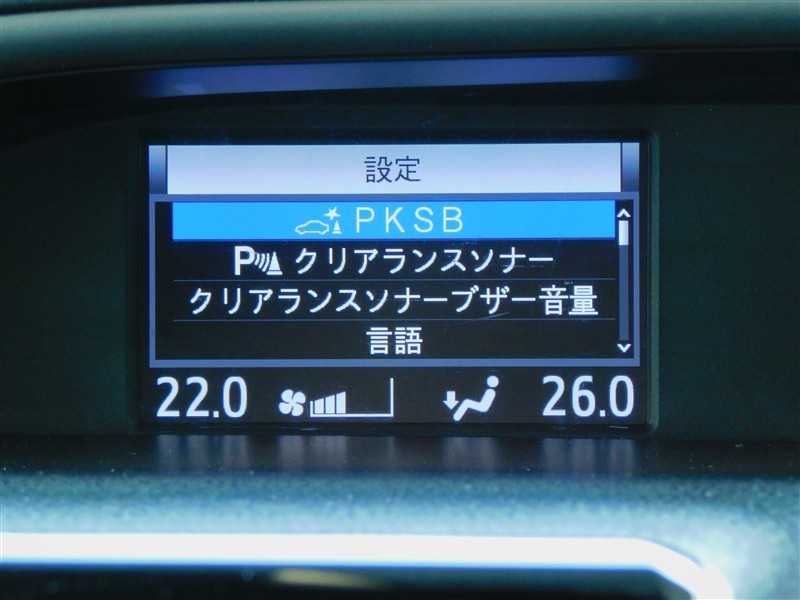 設定
PKSB
P クリアランスソナー
クリアランスソナーブザー音量
言語
22.0 26.0